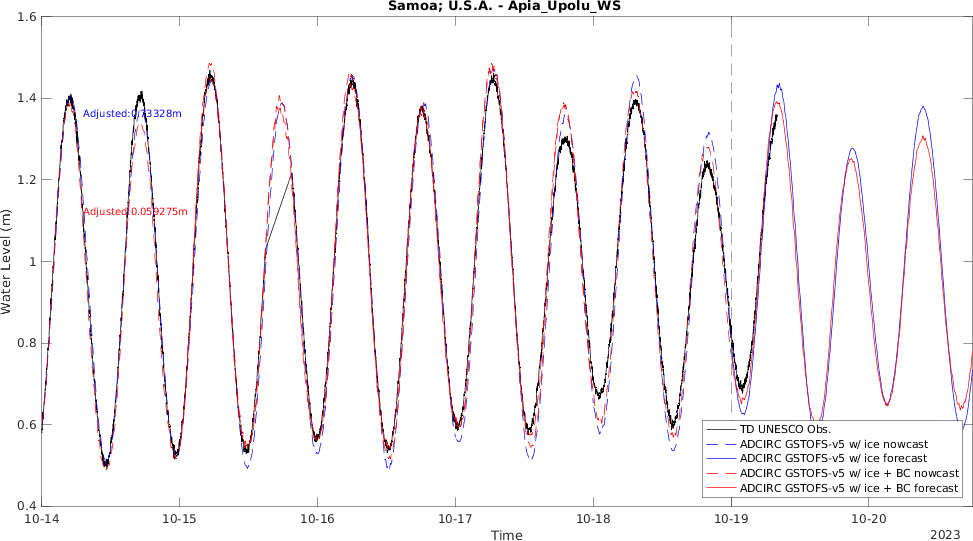 Samoa; U.S.A. - Apia_Upolu_WS
1.6
1.4
1.2
1
0.8
0.6
0.4
Water Level (m)
Adjusted:0.73328m
Adjusted:0.059275m
TD UNESCO Obs.
ADCIRC GSTOFS-v5 w/ ice nowcast
ADCIRC GSTOFS-v5 w/ ice forecast
ADCIRC GSTOFS-v5 w/ ice + BC nowcast
ADCIRC GSTOFS-v5 w/ ice + BC forecast
10-14 10-15 10-16 10-17 10-18 10-19 10-20
Time
2023